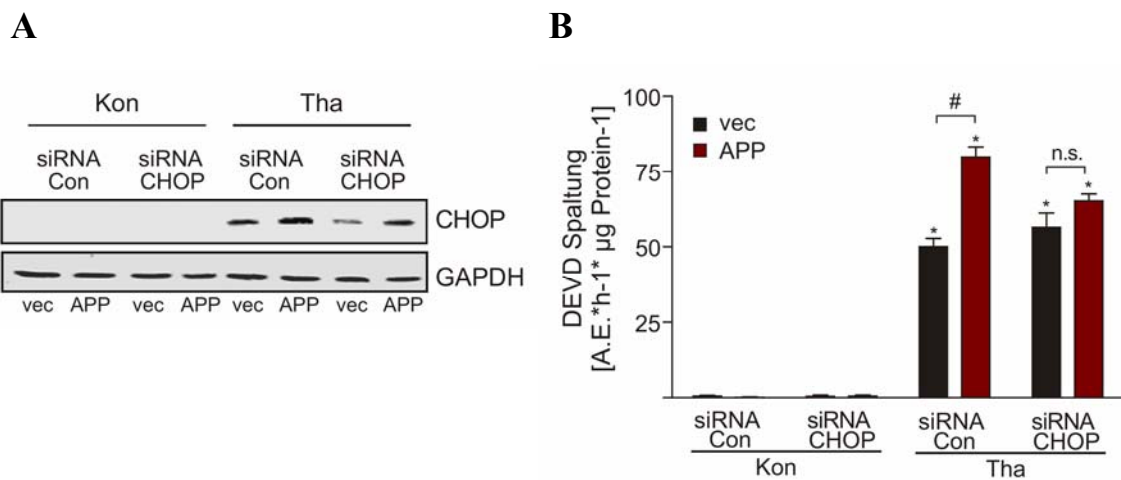 A
Kon Tha
siRNA siRNA siRNA siRNA
Con CHOP Con CHOP
CHOP
GAPDH
vec APP vec APP vec APP vec APP
B
DEVD Spaltung
[A.E.*h-1* µg Protein-1]
100
75
50
25
vec
APP
#
n.s.
*
*
*
*
siRNA siRNA siRNA siRNA
Con CHOP Con CHOP
Kon Tha